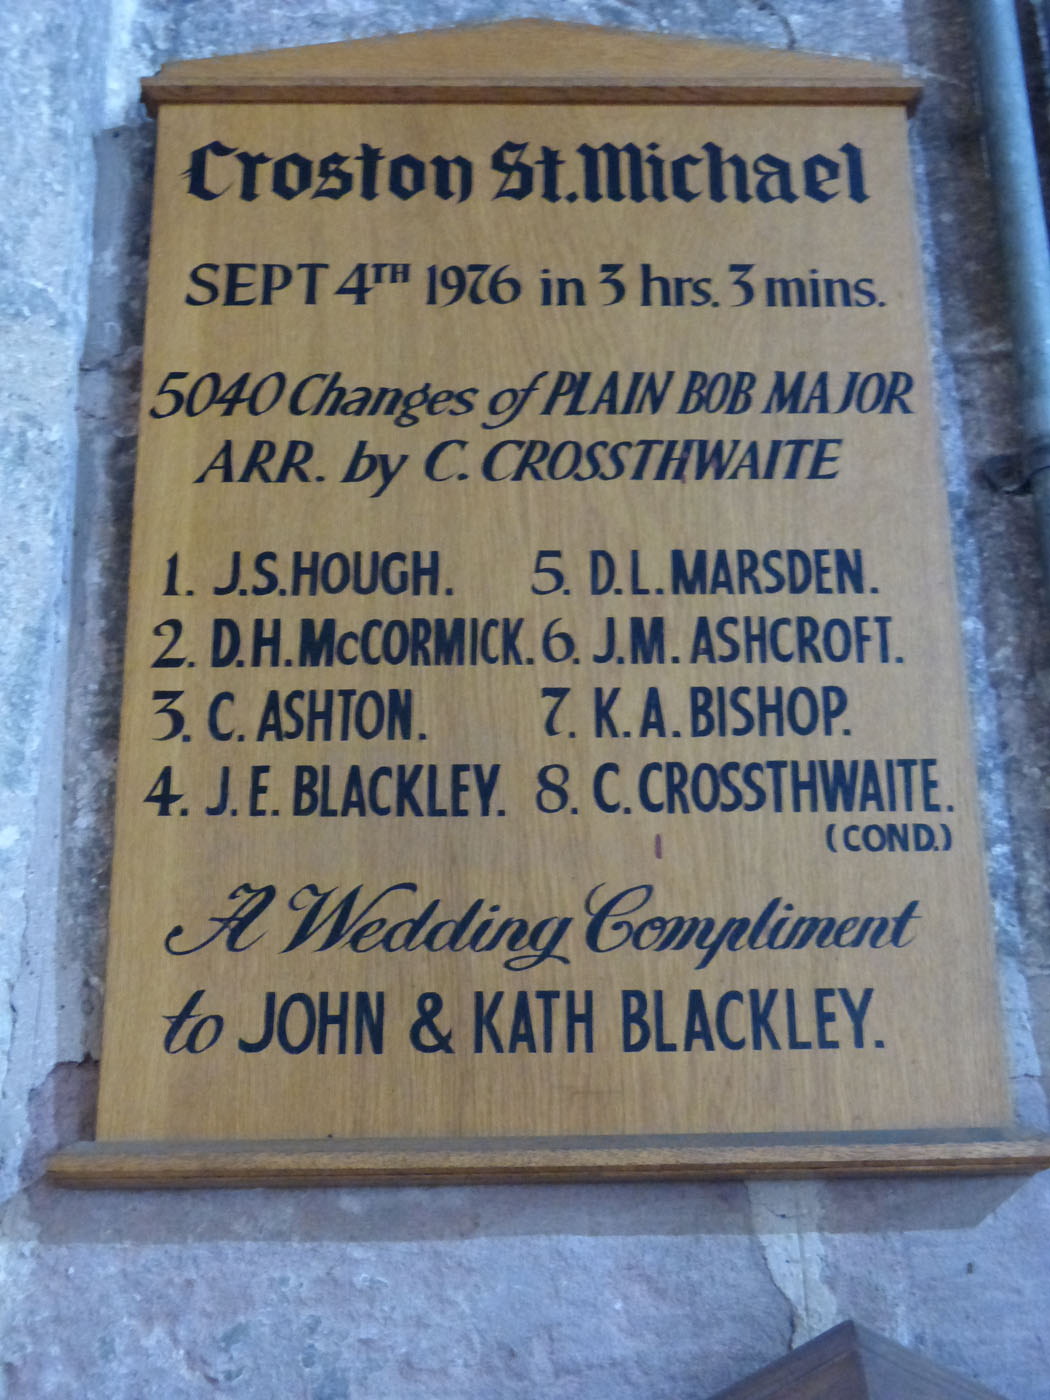 Croston St. Michael
SEPT 4TH 1976 in 3 hrs. 3 mins.
5040 Changes of PLAIN BOB MAJOR
ARR. by C. CROSSTHWAITE
1. J.S. HOUGH. 5. D.L. MARSDEN.
2. D.H. McCORMICK. 6. J.M. ASHCROFT.
3. C. ASHTON. 7. K.A. BISHOP.
4. J.E. BLACKLEY. 8. C. CROSSTHWAITE.
(COND.)
A Wedding Compliment
to JOHN & KATH BLACKLEY.